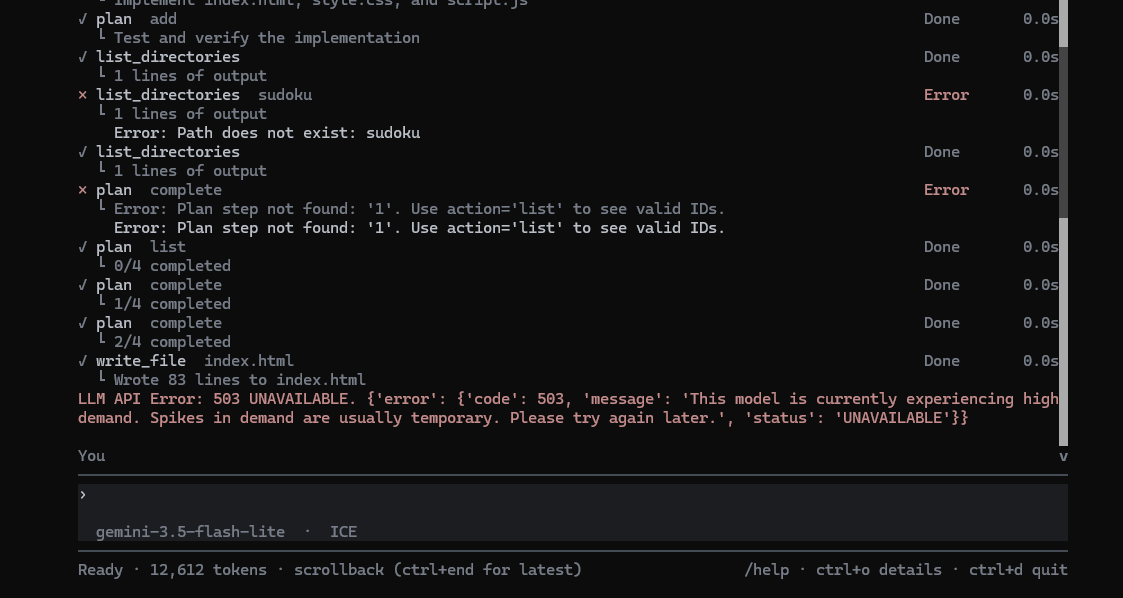 └ Implement index.html, style.css, and script.js
√ plan  add  Done  0.0s
└ Test and verify the implementation
√ list_directories  Done  0.0s
└ 1 lines of output
× list_directories  sudoku  Error  0.0s
└ 1 lines of output
Error: Path does not exist: sudoku
√ list_directories  Done  0.0s
└ 1 lines of output
× plan  complete  Error  0.0s
└ Error: Plan step not found: '1'. Use action='list' to see valid IDs.
Error: Plan step not found: '1'. Use action='list' to see valid IDs.
√ plan  list  Done  0.0s
└ 0/4 completed
√ plan  complete  Done  0.0s
└ 1/4 completed
√ plan  complete  Done  0.0s
└ 2/4 completed
√ write_file  index.html  Done  0.0s
└ Wrote 83 lines to index.html
LLM API Error: 503 UNAVAILABLE. {'error': {'code': 503, 'message': 'This model is currently experiencing high
demand. Spikes in demand are usually temporary. Please try again later.', 'status': 'UNAVAILABLE'}}
You  v
›
gemini-3.5-flash-lite  ·  ICE
Ready · 12,612 tokens · scrollback (ctrl+end for latest)  /help · ctrl+o details · ctrl+d quit